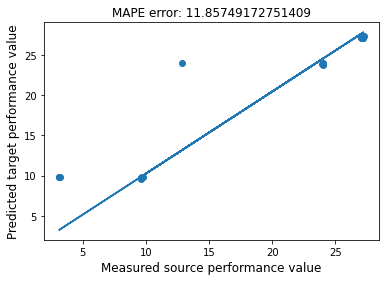 MAPE error: 11.85749172751409
Predicted target performance value
25
20
15
10
5
5 10 15 20 25
Measured source performance value